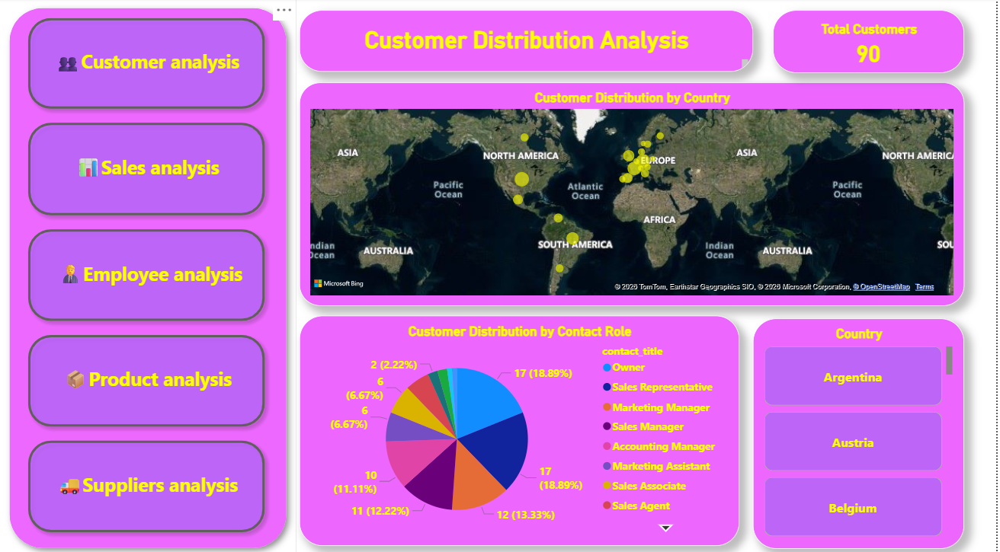 Customer analysis
Sales analysis
Employee analysis
Product analysis
Suppliers analysis
Customer Distribution Analysis
Total Customers
90
Customer Distribution by Country
ASIA
NORTH AMERICA
EUROPE
ASIA
NORTH AMERICA
Pacific
Ocean
Atlantic
Ocean
Pacific
Ocean
AFRICA
ndian
Ocean
AUSTRALIA
SOUTH AMERICA
Indian
Ocean
AUSTRALIA
SOU
Microsoft Bing
© 2026 TomTom, Earthstar Geographics SIO, © 2026 Microsoft Corporation, © OpenStreetMap Terms
Customer Distribution by Contact Role
2 (2.22%)
6
(6.67%)
6
(6.67%)
10
(11.11%)
11 (12.22%)
12 (13.33%)
17
(18.89%)
17 (18.89%)
contact_title
Owner
Sales Representative
Marketing Manager
Sales Manager
Accounting Manager
Marketing Assistant
Sales Associate
Sales Agent
Country
Argentina
Austria
Belgium